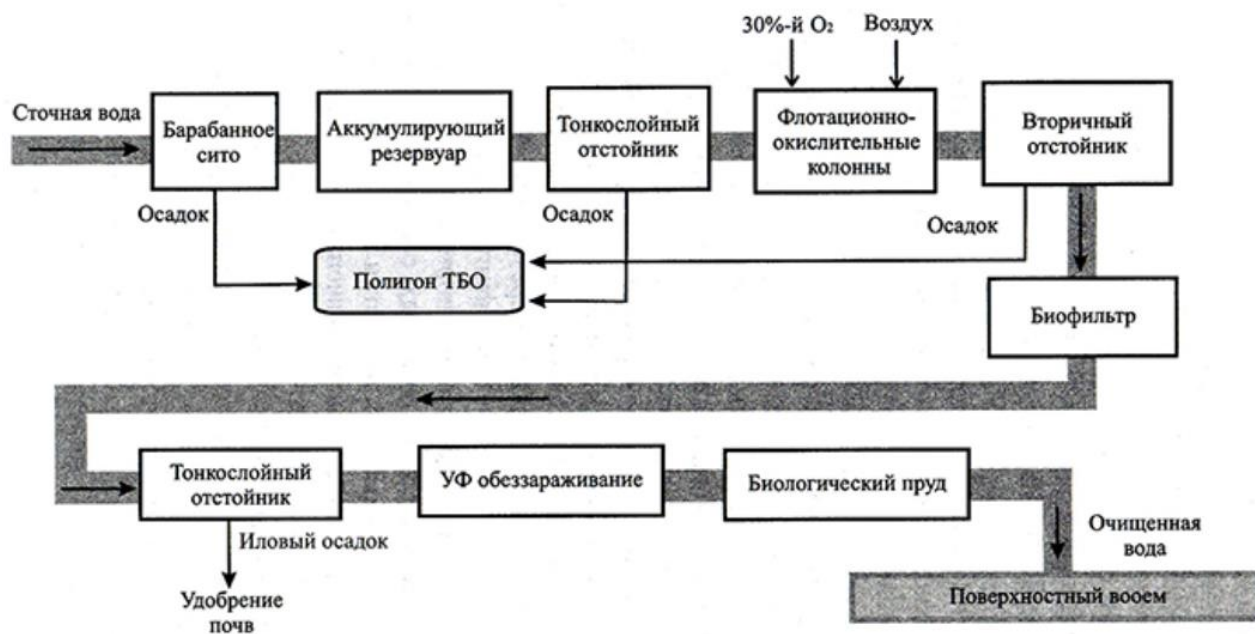 30%-й O₂
Воздух
Сточная вода
Барабанное
сито
Аккумулирующий
резервуар
Тонкослойный
отстойник
Флотационно-
окислительные
колонны
Вторичный
отстойник
Осадок
Осадок
Осадок
Полигон ТБО
Биофильтр
Тонкослойный
отстойник
УФ обеззараживание
Биологический пруд
Иловый осадок
Очищенная
вода
Удобрение
почв
Поверхностный вооем